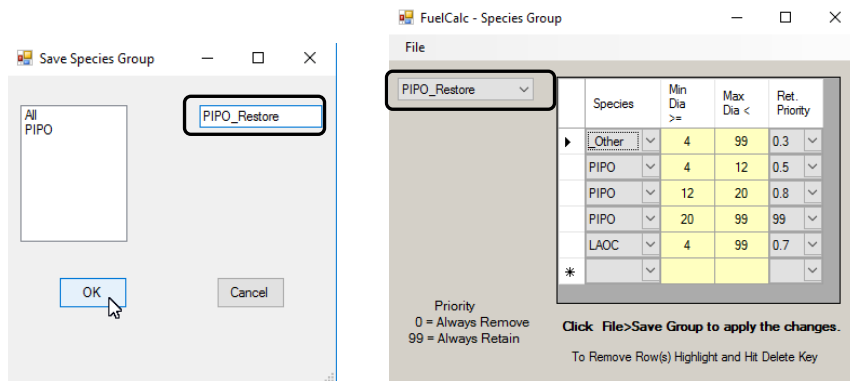 Save Species Group
All
PIPO
PIPO_Restore
OK
Cancel
FuelCalc - Species Group
File
PIPO_Restore
Species Min Dia >= Max Dia < Ret. Priority
_Other 4 99 0.3
PIPO 4 12 0.5
PIPO 12 20 0.8
PIPO 20 99 99
LAOC 4 99 0.7
Priority
0 = Always Remove
99 = Always Retain
Click File>Save Group to apply the changes.
To Remove Row(s) Highlight and Hit Delete Key